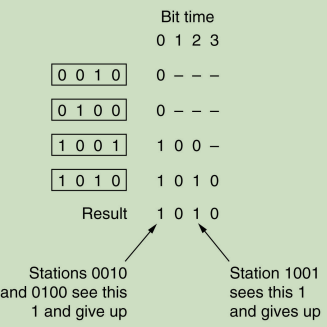 Bit time
0 1 2 3
0 0 1 0 0 – – –
0 1 0 0 0 – – –
1 0 0 1 1 0 0 –
1 0 1 0 1 0 1 0
Result 1 0 1 0
Stations 0010
and 0100 see this
1 and give up
Station 1001
sees this 1
and gives up